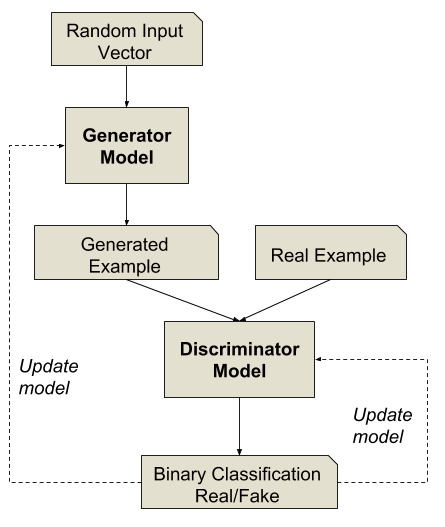 Random Input
Vector
Generator
Model
Generated
Example
Real Example
Discriminator
Model
Update
model
Update
model
Binary Classification
Real/Fake